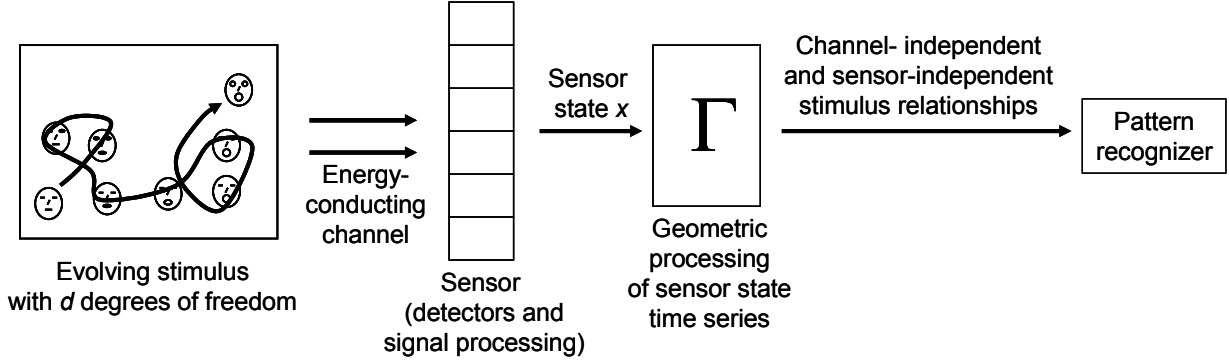 Evolving stimulus
with d degrees of freedom
Energy-
conducting
channel
Sensor
(detectors and
signal processing)
Sensor
state x
Γ
Geometric
processing
of sensor state
time series
Channel- independent
and sensor-independent
stimulus relationships
Pattern
recognizer